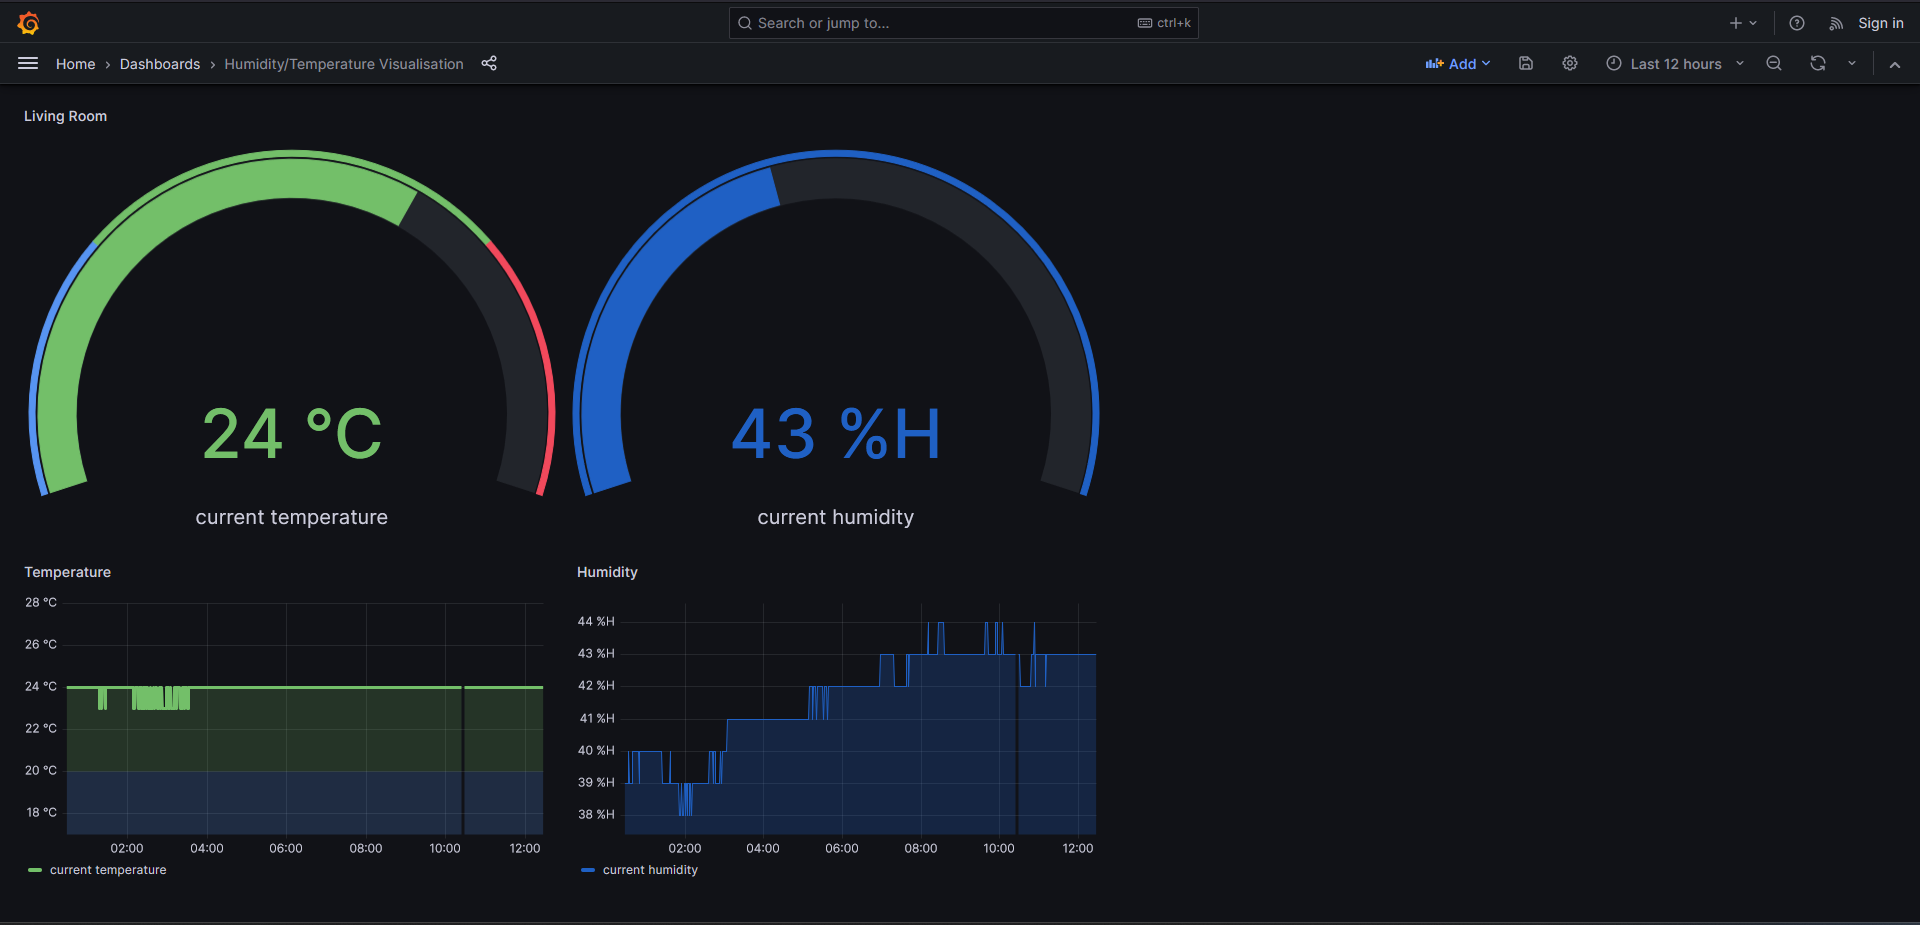 Search or jump to...
ctrl+k
Sign in
Home › Dashboards › Humidity/Temperature Visualisation
Add
Last 12 hours
Living Room
24 °C
current temperature
43 %H
current humidity
Temperature
28 °C
26 °C
24 °C
22 °C
20 °C
18 °C
02:00 04:00 06:00 08:00 10:00 12:00
current temperature
Humidity
44 %H
43 %H
42 %H
41 %H
40 %H
39 %H
38 %H
02:00 04:00 06:00 08:00 10:00 12:00
current humidity